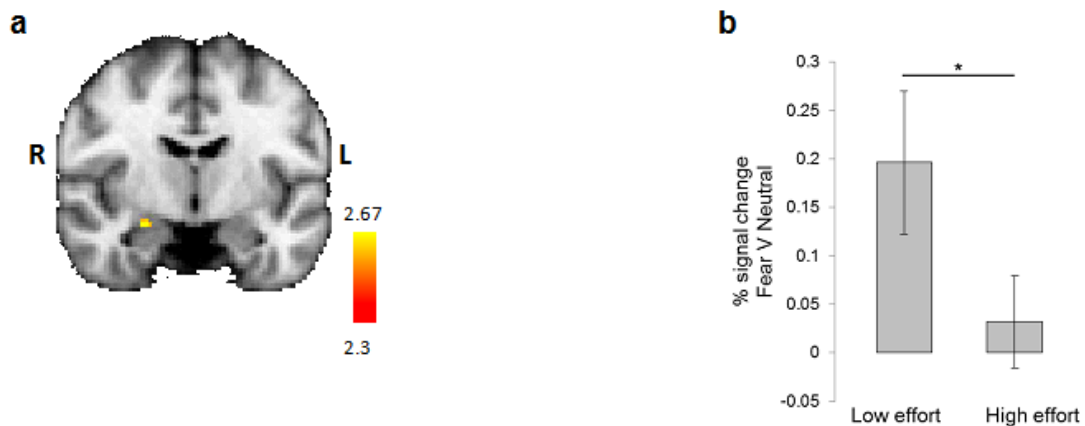 a
R
L
2.67
2.3
b
% signal change
Fear V Neutral
0.3
0.25
0.2
0.15
0.1
0.05
0
-0.05
*
Low effort
High effort